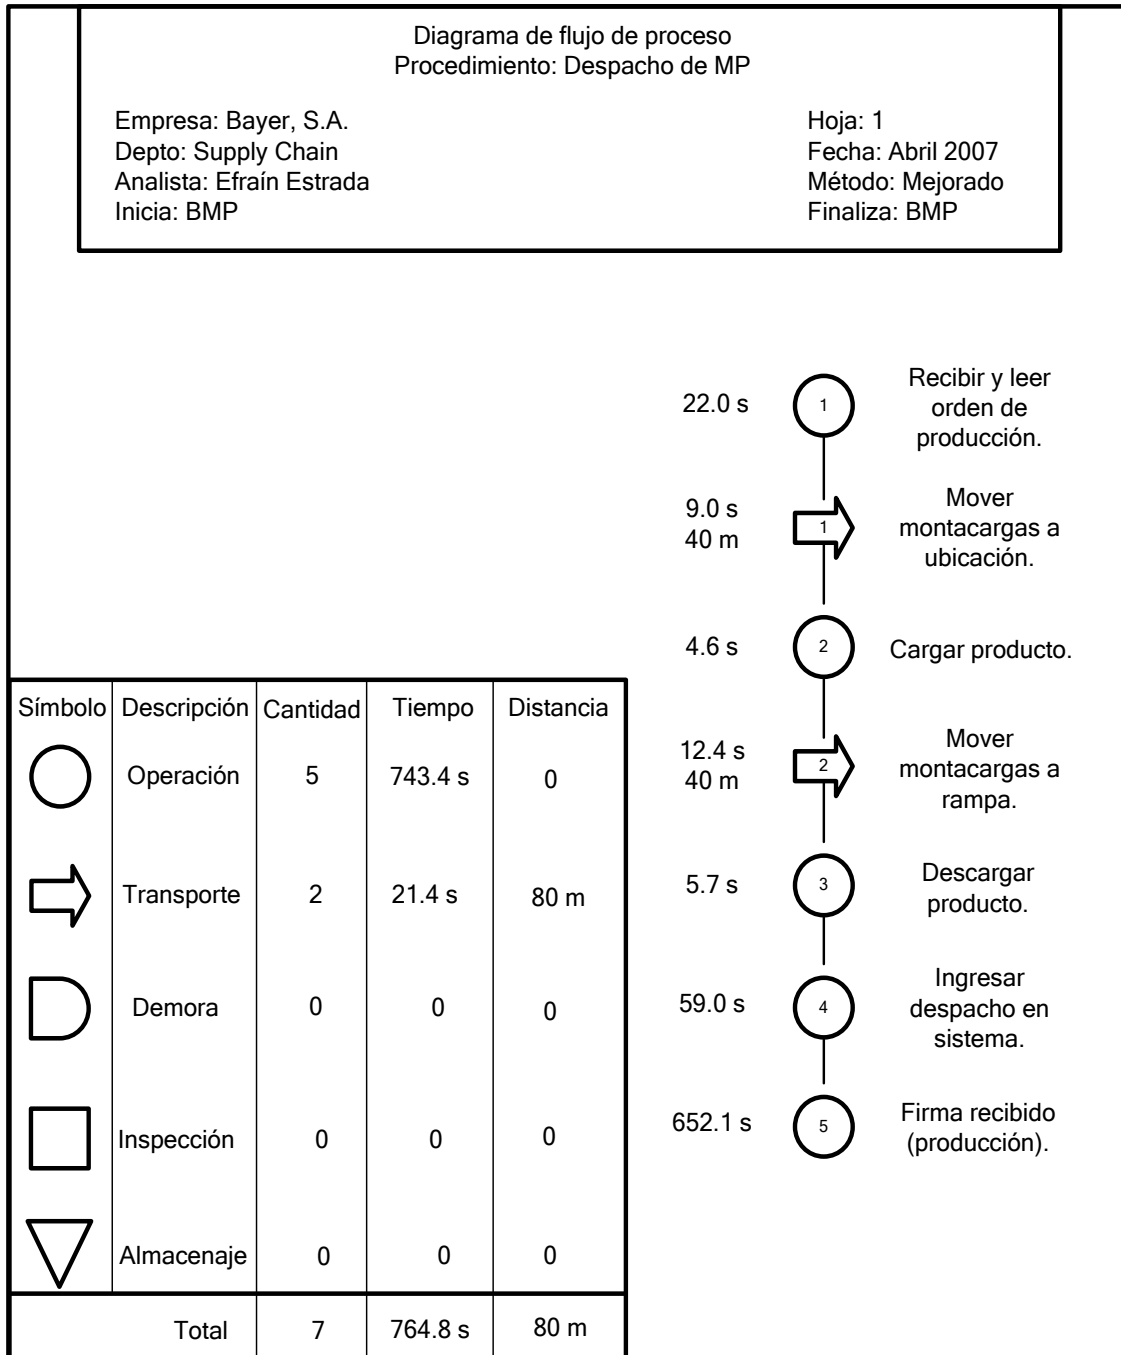 Diagrama de flujo de proceso
Procedimiento: Despacho de MP
Empresa: Bayer, S.A.
Depto: Supply Chain
Analista: Efraín Estrada
Inicia: BMP
Hoja: 1
Fecha: Abril 2007
Método: Mejorado
Finaliza: BMP
22.0 s
1
Recibir y leer
orden de
producción.
9.0 s
40 m
1
Mover
montacargas a
ubicación.
4.6 s
2
Cargar producto.
12.4 s
40 m
2
Mover
montacargas a
rampa.
5.7 s
3
Descargar
producto.
59.0 s
4
Ingresar
despacho en
sistema.
652.1 s
5
Firma recibido
(producción).
Símbolo Descripción Cantidad Tiempo Distancia
Operación 5 743.4 s 0
Transporte 2 21.4 s 80 m
Demora 0 0 0
Inspección 0 0 0
Almacenaje 0 0 0
Total 7 764.8 s 80 m